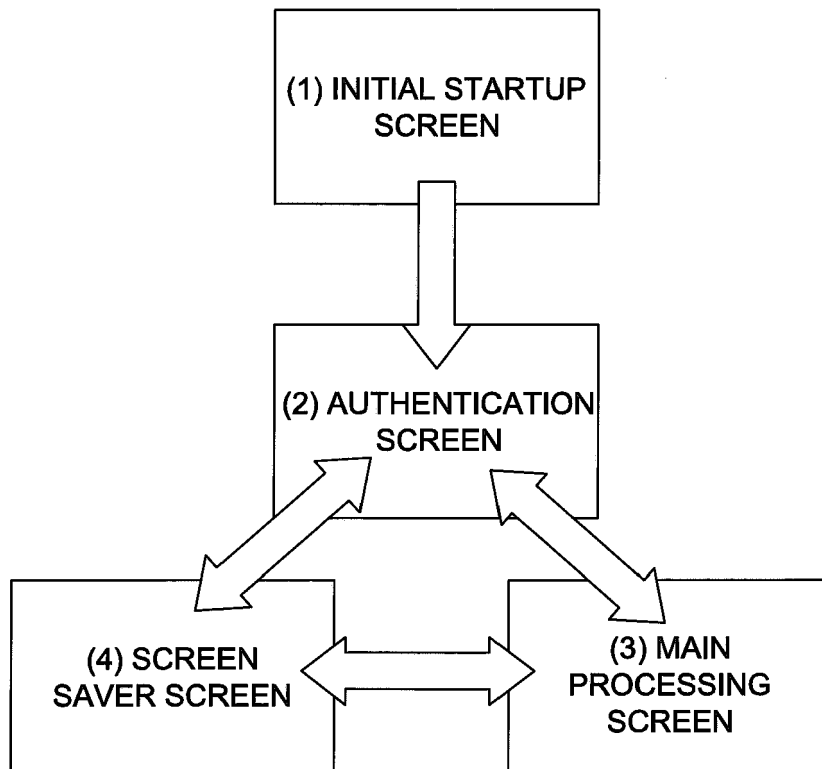 (1) INITIAL STARTUP
SCREEN
(2) AUTHENTICATION
SCREEN
(4) SCREEN
SAVER SCREEN
(3) MAIN
PROCESSING
SCREEN